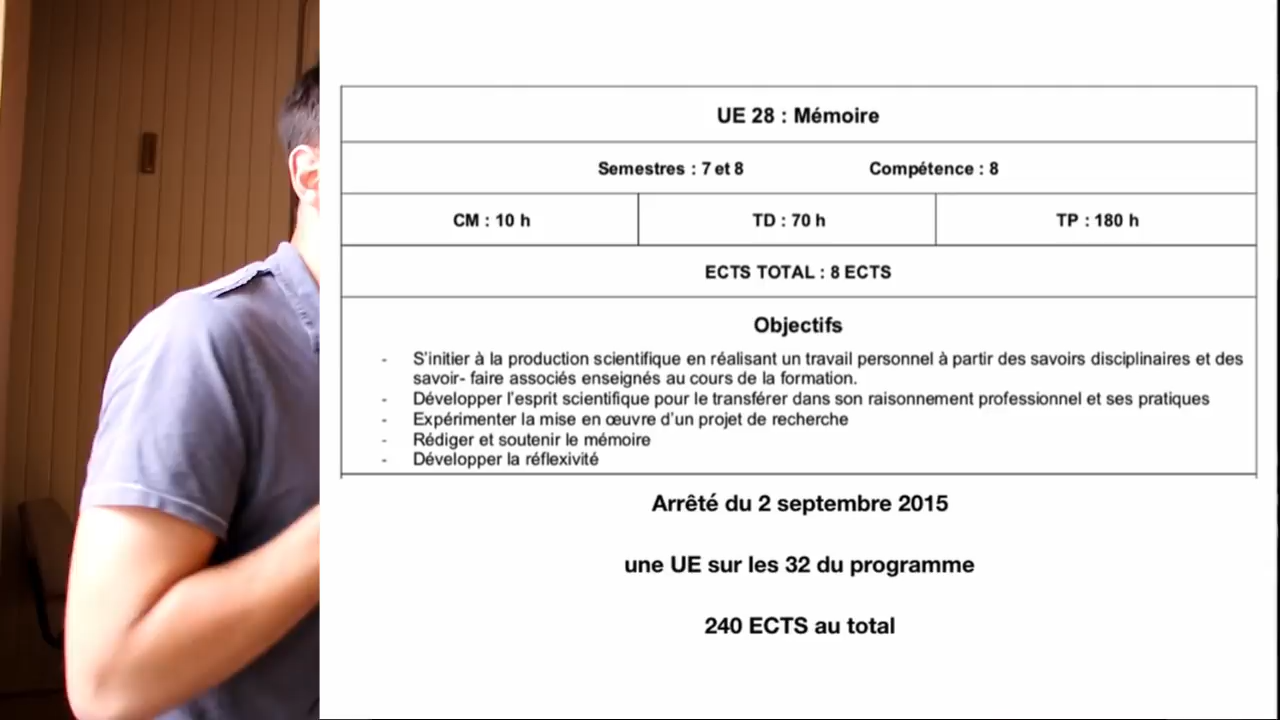 UE 28 : Mémoire
Semestres : 7 et 8 Compétence : 8
CM : 10 h TD : 70 h TP : 180 h
ECTS TOTAL : 8 ECTS
Objectifs
- S'initier à la production scientifique en réalisant un travail personnel à partir des savoirs disciplinaires et des
savoir- faire associés enseignés au cours de la formation.
- Développer l'esprit scientifique pour le transférer dans son raisonnement professionnel et ses pratiques
- Expérimenter la mise en œuvre d'un projet de recherche
- Rédiger et soutenir le mémoire
- Développer la réflexivité
Arrêté du 2 septembre 2015
une UE sur les 32 du programme
240 ECTS au total